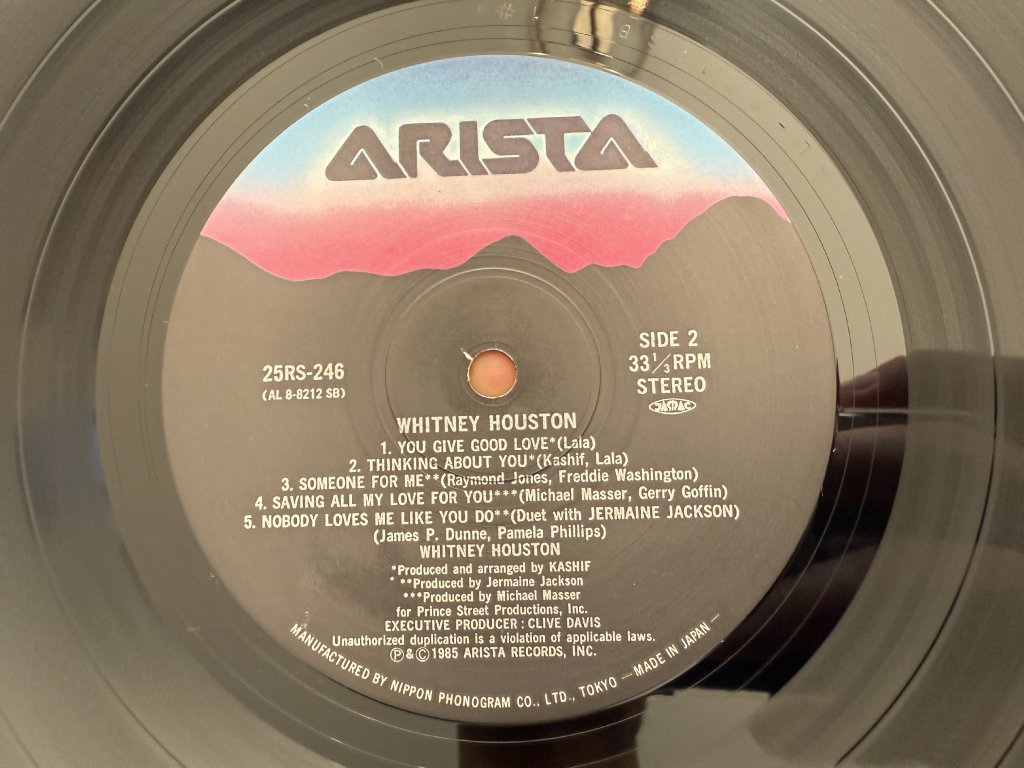 ARISTA
25RS-246
(AL 8-8212 SB)
SIDE 2
33 1/3 RPM
STEREO
JASRAC
WHITNEY HOUSTON
1. YOU GIVE GOOD LOVE*(Lala)
2. THINKING ABOUT YOU*(Kashif, Lala)
3. SOMEONE FOR ME**(Raymond Jones, Freddie Washington)
4. SAVING ALL MY LOVE FOR YOU***(Michael Masser, Gerry Goffin)
5. NOBODY LOVES ME LIKE YOU DO**(Duet with JERMAINE JACKSON)
(James P. Dunne, Pamela Phillips)
WHITNEY HOUSTON
*Produced and arranged by KASHIF
**Produced by Jermaine Jackson
***Produced by Michael Masser
for Prince Street Productions, Inc.
EXECUTIVE PRODUCER : CLIVE DAVIS
Unauthorized duplication is a violation of applicable laws.
Ⓟ&©1985 ARISTA RECORDS, INC.
MANUFACTURED BY NIPPON PHONOGRAM CO., LTD., TOKYO — MADE IN JAPAN —